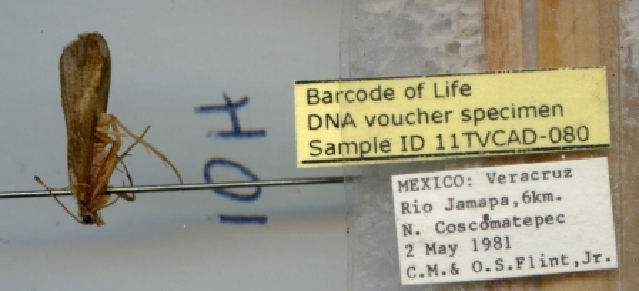 10H
Barcode of Life
DNA voucher specimen
Sample ID 11TVCAD-080
MEXICO: Veracruz
Rio Jamapa,6km.
N. Coscomatepec
2 May 1981
C.M.& O.S.Flint,Jr.